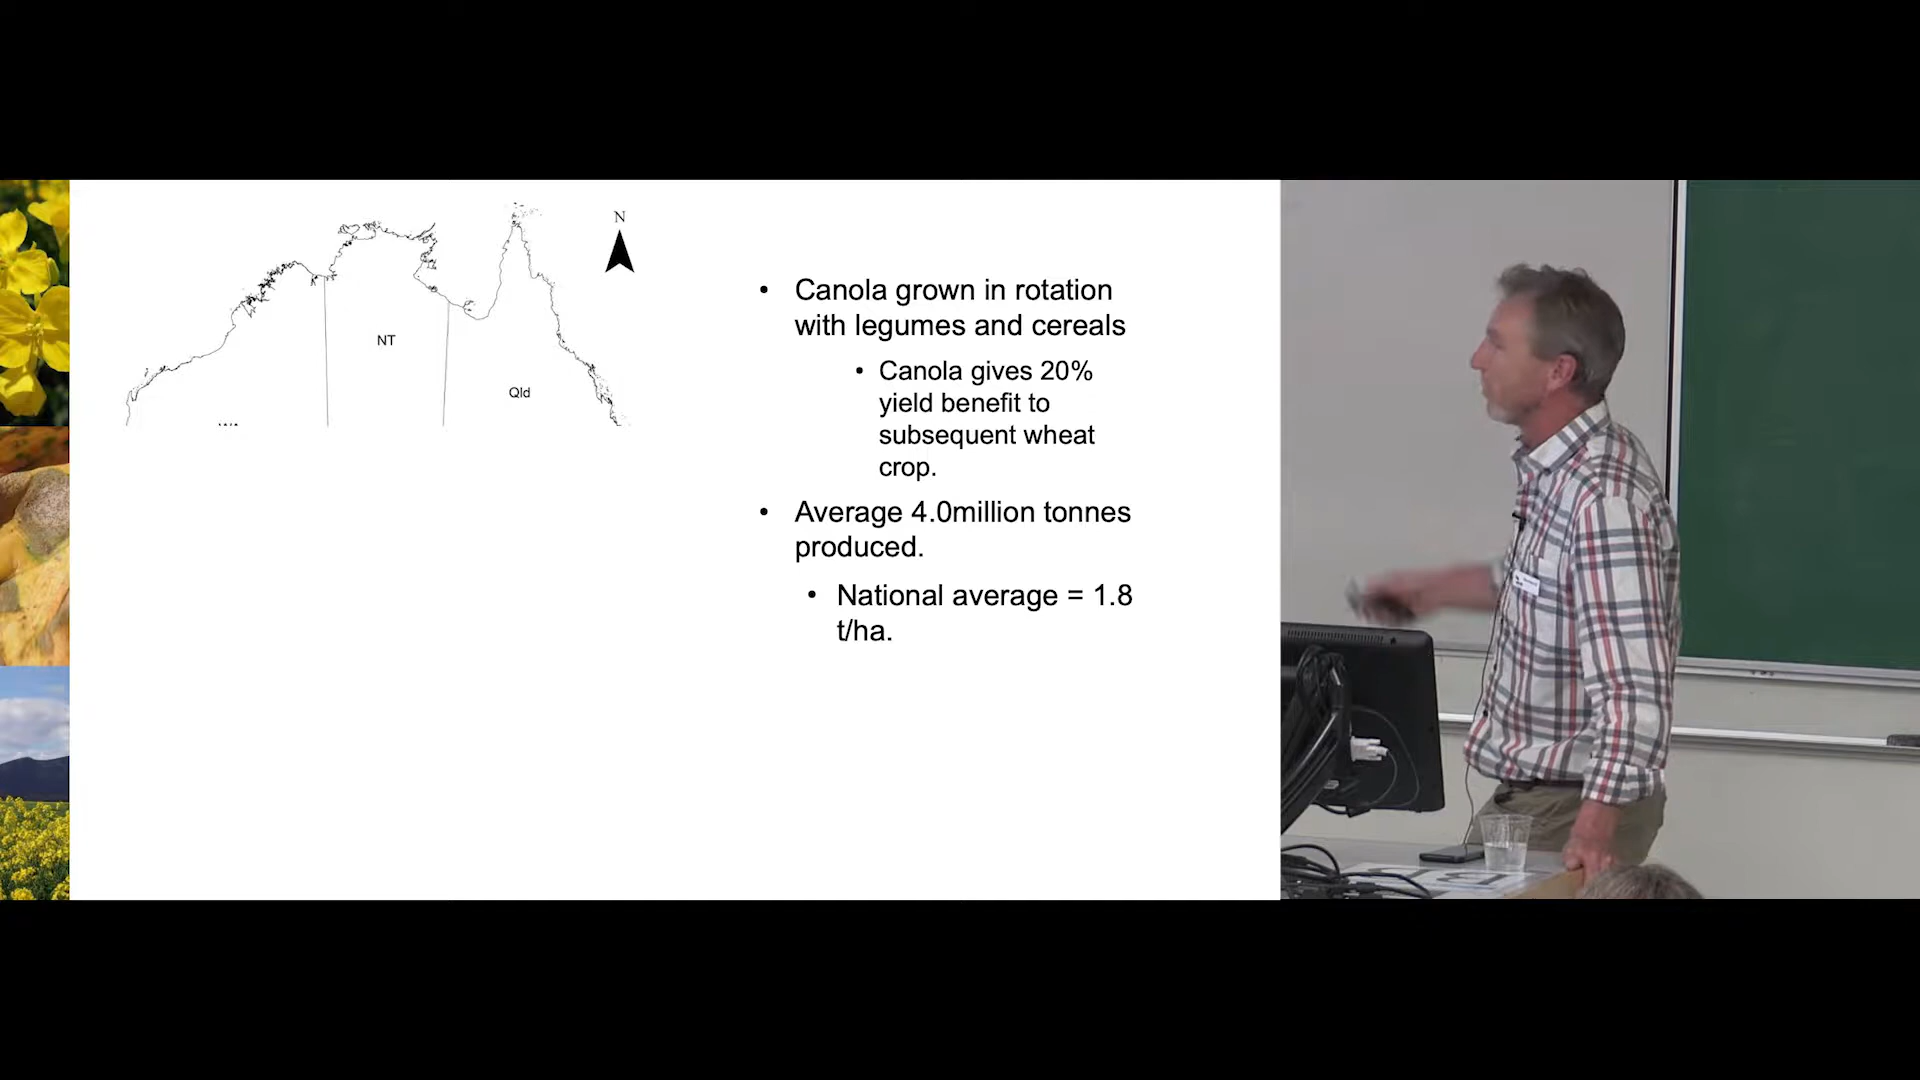 N
NT
Qld
• Canola grown in rotation
with legumes and cereals
• Canola gives 20%
yield benefit to
subsequent wheat
crop.
• Average 4.0million tonnes
produced.
• National average = 1.8
t/ha.